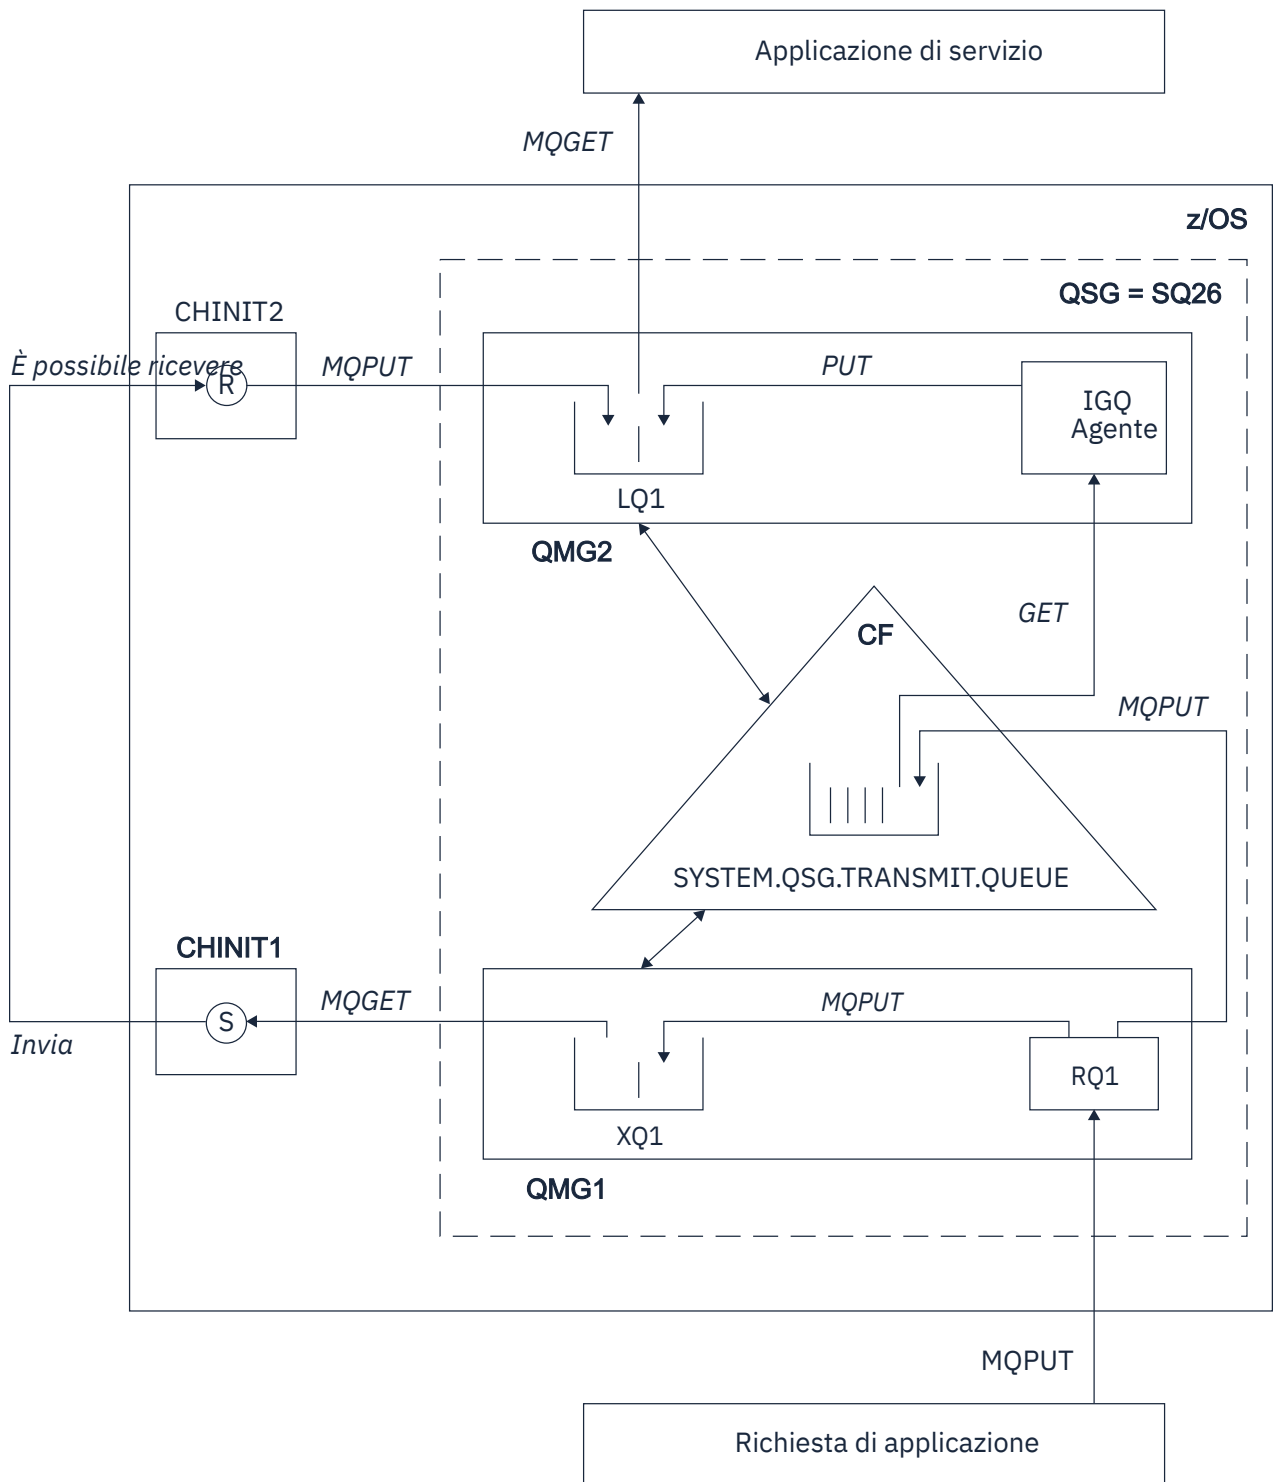 Applicazione di servizio
MQGET
z/OS
QSG = SQ26
CHINIT2
È possibile ricevere
R
MQPUT
PUT
IGQ
Agente
LQ1
QMG2
CF
GET
MQPUT
SYSTEM.QSG.TRANSMIT.QUEUE
CHINIT1
S
MQGET
MQPUT
Invia
RQ1
XQ1
QMG1
MQPUT
Richiesta di applicazione